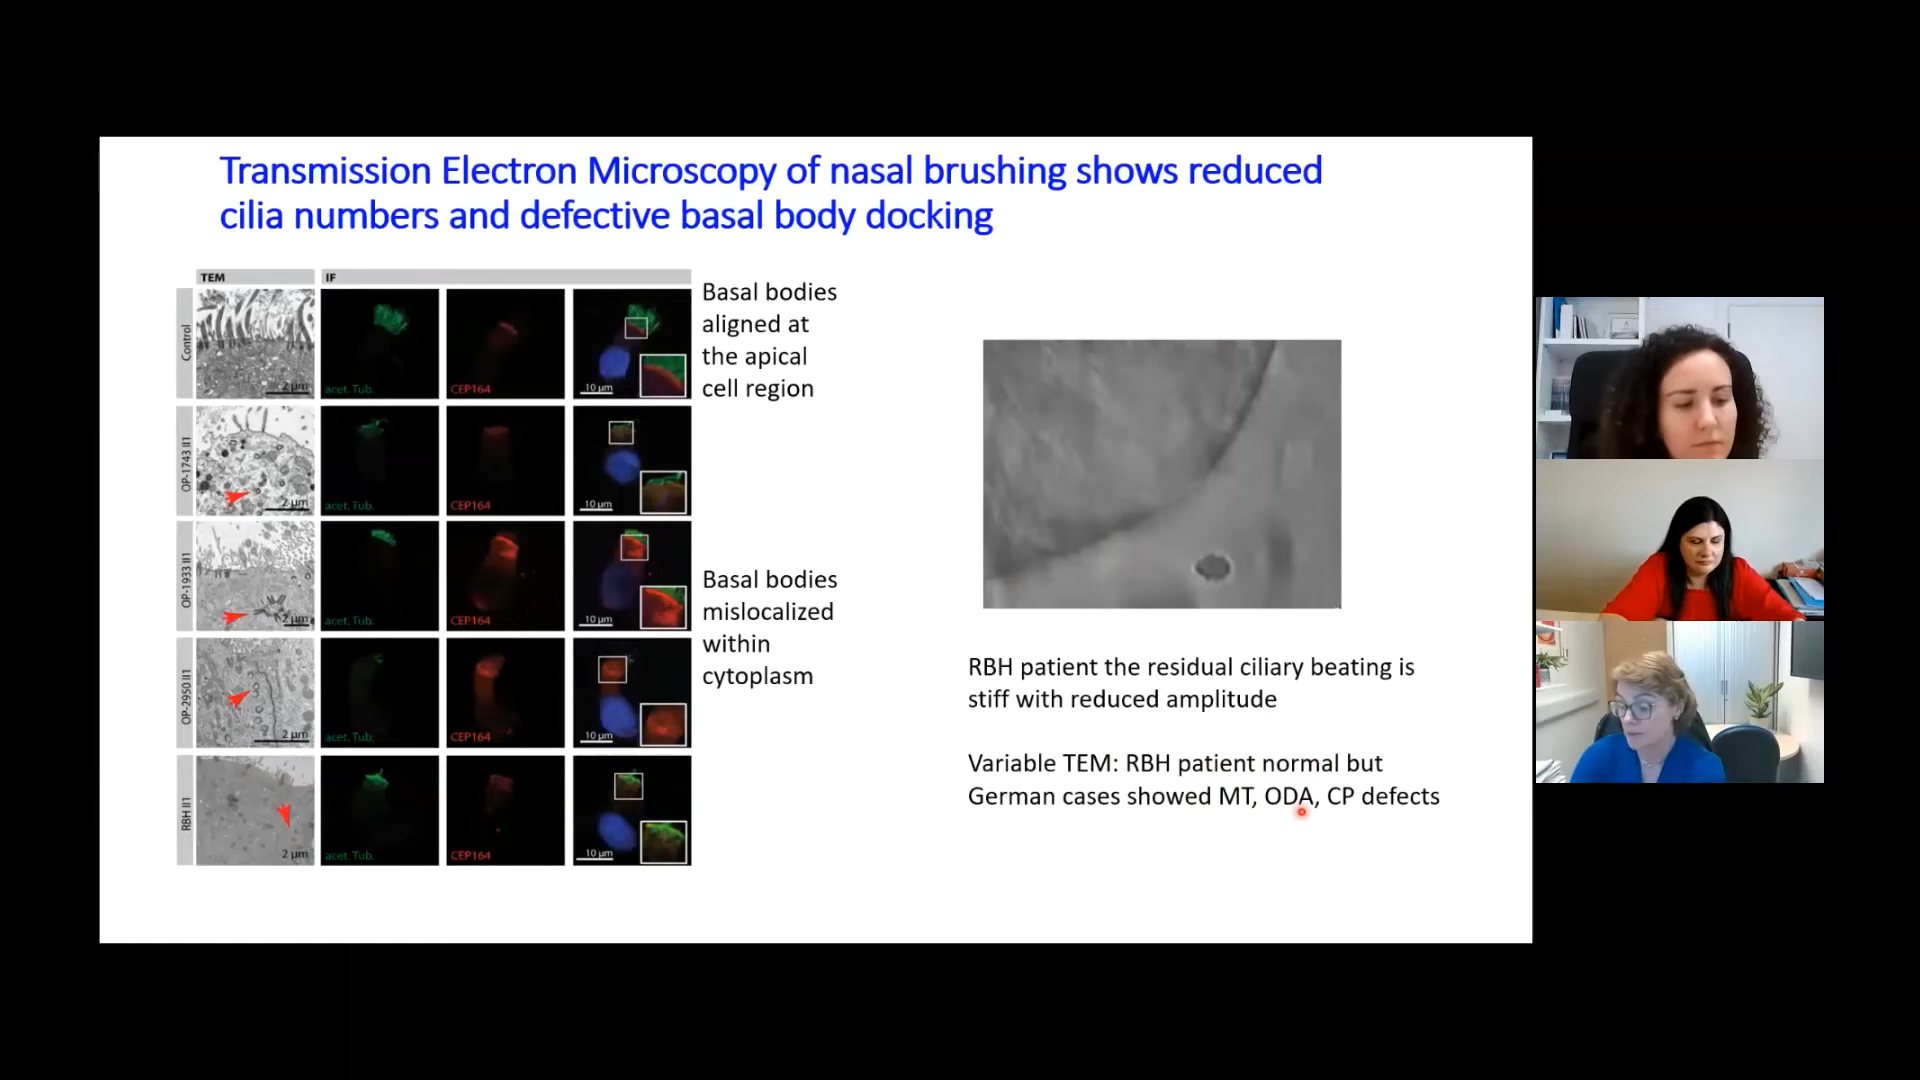 Transmission Electron Microscopy of nasal brushing shows reduced
cilia numbers and defective basal body docking
TEM
IF
Control
2 µm
acet. Tub.
CEP164
10 µm
Basal bodies
aligned at
the apical
cell region
OP-1743 II1
2 µm
acet. Tub.
CEP164
10 µm
OP-1933 II1
2 µm
acet. Tub.
CEP164
10 µm
Basal bodies
mislocalized
within
cytoplasm
OP-2950 II1
2 µm
acet. Tub.
CEP164
10 µm
RBH II1
2 µm
acet. Tub.
CEP164
10 µm
RBH patient the residual ciliary beating is
stiff with reduced amplitude
Variable TEM: RBH patient normal but
German cases showed MT, ODA, CP defects